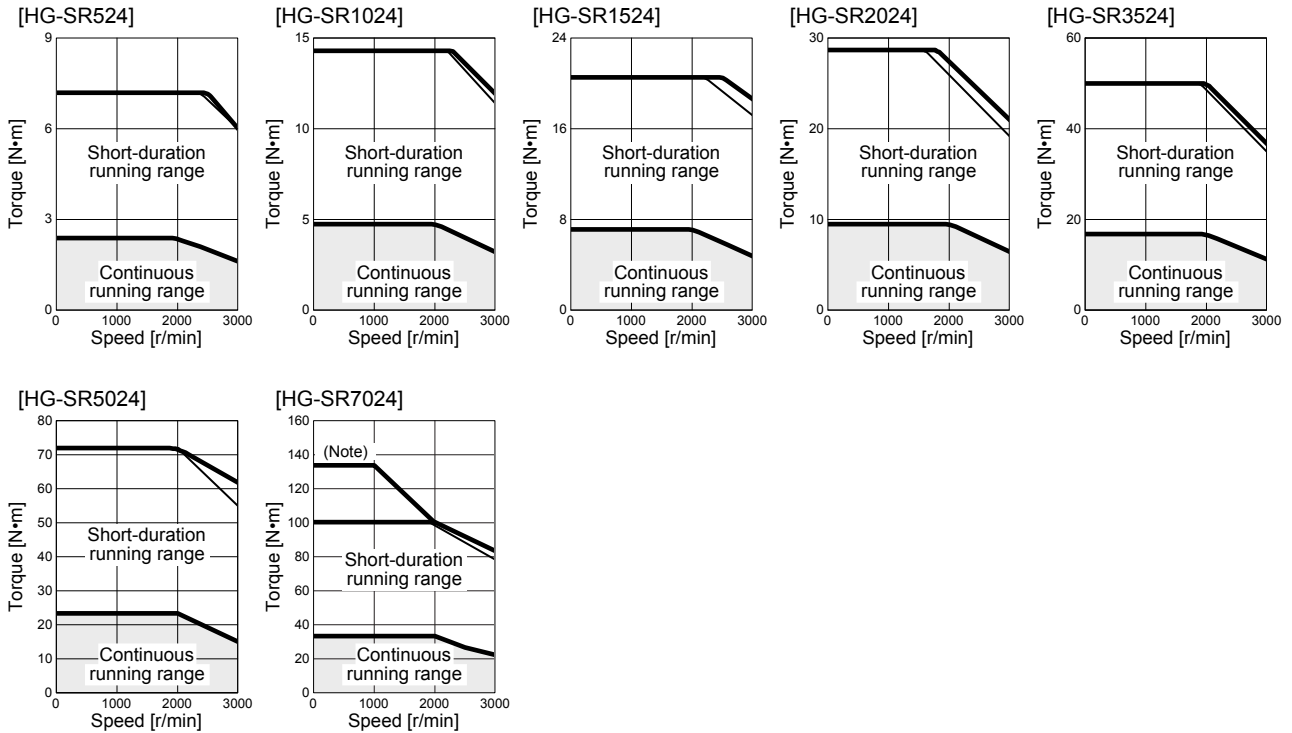 [HG-SR524]
9
6
3
0
Torque [N•m]
Short-duration
running range
Continuous
running range
0 1000 2000 3000
Speed [r/min]
[HG-SR1024]
15
10
5
0
Torque [N•m]
Short-duration
running range
Continuous
running range
0 1000 2000 3000
Speed [r/min]
[HG-SR1524]
24
16
8
0
Torque [N•m]
Short-duration
running range
Continuous
running range
0 1000 2000 3000
Speed [r/min]
[HG-SR2024]
30
20
10
0
Torque [N•m]
Short-duration
running range
Continuous
running range
0 1000 2000 3000
Speed [r/min]
[HG-SR3524]
60
40
20
0
Torque [N•m]
Short-duration
running range
Continuous
running range
0 1000 2000 3000
Speed [r/min]
[HG-SR5024]
80
70
60
50
40
30
20
10
0
Torque [N•m]
Short-duration
running range
Continuous
running range
0 1000 2000 3000
Speed [r/min]
[HG-SR7024]
160
140
120
100
80
60
40
20
0
Torque [N•m]
(Note)
Short-duration
running range
Continuous
running range
0 1000 2000 3000
Speed [r/min]